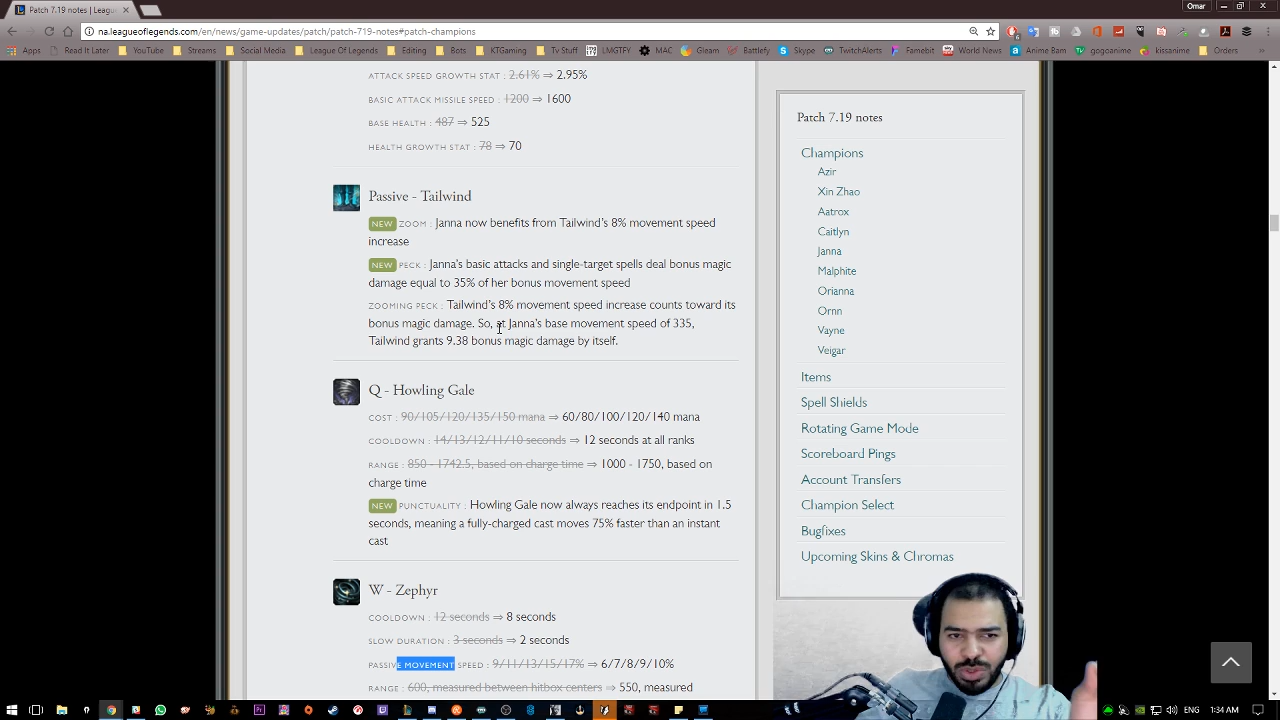 Patch 7.19 notes | Leagu
Omar
na.leagueoflegends.com/en/news/game-updates/patch/patch-719-notes#patch-champions
Apps Read It Later YouTube Streams Social Media League Of Legends Editing Bots KTGaming Tv Stuff LMGTFY MAC Gleam Battlefy Skype TwitchAlerts Famebit World News Anime Bam gogoanime kissanime Orders
ATTACK SPEED GROWTH STAT : 2.61% ⇒ 2.95%
BASIC ATTACK MISSILE SPEED : 1200 ⇒ 1600
BASE HEALTH : 487 ⇒ 525
HEALTH GROWTH STAT : 78 ⇒ 70
Passive - Tailwind
NEW ZOOM : Janna now benefits from Tailwind's 8% movement speed
increase
NEW PECK : Janna's basic attacks and single-target spells deal bonus magic
damage equal to 35% of her bonus movement speed
ZOOMING PECK : Tailwind's 8% movement speed increase counts toward its
bonus magic damage. So, at Janna's base movement speed of 335,
Tailwind grants 9.38 bonus magic damage by itself.
Q - Howling Gale
COST : 90/105/120/135/150 mana ⇒ 60/80/100/120/140 mana
COOLDOWN : 14/13/12/11/10 seconds ⇒ 12 seconds at all ranks
RANGE : 850 - 1742.5, based on charge time ⇒ 1000 - 1750, based on
charge time
NEW PUNCTUALITY : Howling Gale now always reaches its endpoint in 1.5
seconds, meaning a fully-charged cast moves 75% faster than an instant
cast
W - Zephyr
COOLDOWN : 12 seconds ⇒ 8 seconds
SLOW DURATION : 3 seconds ⇒ 2 seconds
PASSIVE MOVEMENT SPEED : 9/11/13/15/17% ⇒ 6/7/8/9/10%
RANGE : 600, measured between hitbox centers ⇒ 550, measured
Patch 7.19 notes
Champions
Azir
Xin Zhao
Aatrox
Caitlyn
Janna
Malphite
Orianna
Ornn
Vayne
Veigar
Items
Spell Shields
Rotating Game Mode
Scoreboard Pings
Account Transfers
Champion Select
Bugfixes
Upcoming Skins & Chromas
ENG 1:34 AM